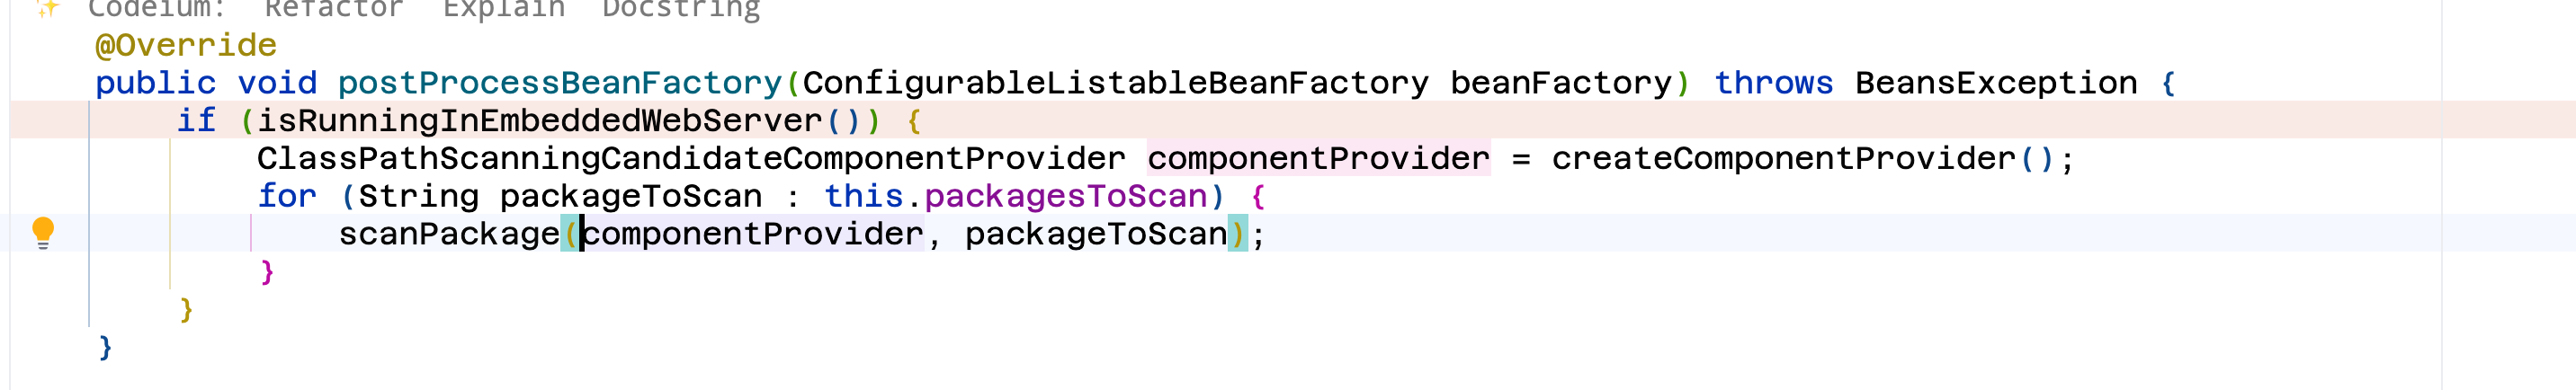 Codeium: Refactor Explain Docstring
@Override
public void postProcessBeanFactory(ConfigurableListableBeanFactory beanFactory) throws BeansException {
if (isRunningInEmbeddedWebServer()) {
ClassPathScanningCandidateComponentProvider componentProvider = createComponentProvider();
for (String packageToScan : this.packagesToScan) {
scanPackage(componentProvider, packageToScan);
}
}
}